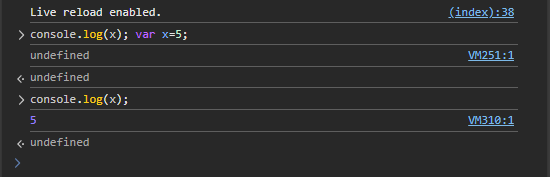 Live reload enabled. (index):38
> console.log(x); var x=5;
undefined VM251:1
undefined
> console.log(x);
5 VM310:1
undefined
>